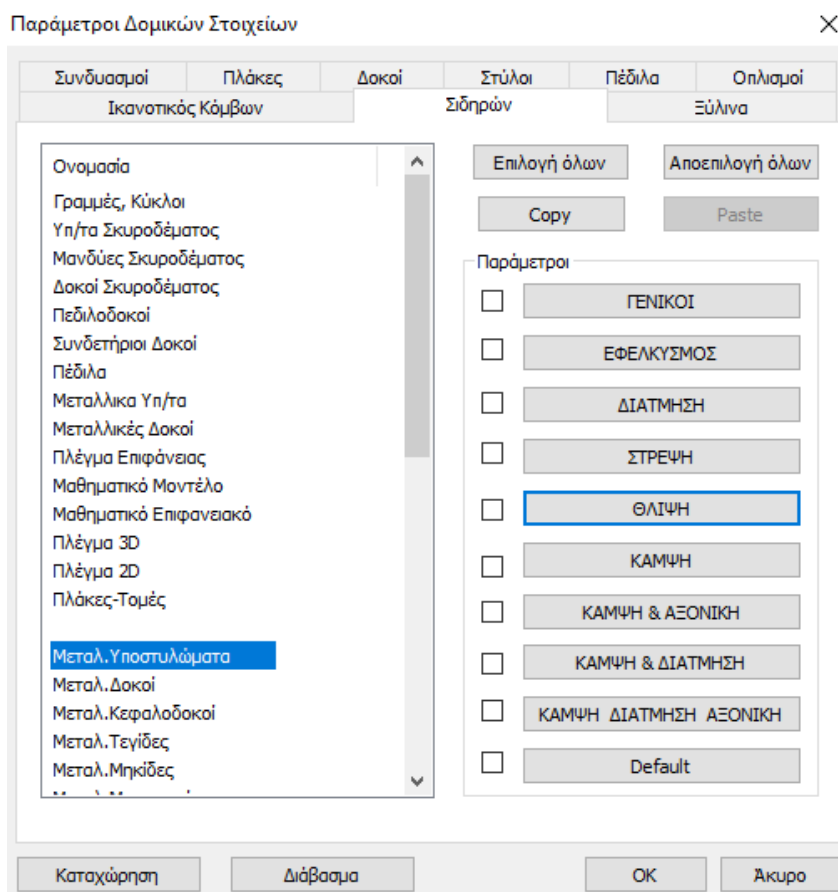 Παράμετροι Δομικών Στοιχείων
Συνδυασμοί Πλάκες Δοκοί Στύλοι Πέδιλα Οπλισμοί
Ικανοτικός Κόμβων Σιδηρών Ξύλινα
Ονομασία
Γραμμές, Κύκλοι
Υπ/τα Σκυροδέματος
Μανδύες Σκυροδέματος
Δοκοί Σκυροδέματος
Πεδιλοδοκοί
Συνδετήριοι Δοκοί
Πέδιλα
Μεταλλικα Υπ/τα
Μεταλλικές Δοκοί
Πλέγμα Επιφάνειας
Μαθηματικό Μοντέλο
Μαθηματικό Επιφανειακό
Πλέγμα 3D
Πλέγμα 2D
Πλάκες-Τομές
Μεταλ.Υποστυλώματα
Μεταλ.Δοκοί
Μεταλ.Κεφαλοδοκοί
Μεταλ.Τεγίδες
Μεταλ.Μηκίδες
Επιλογή όλων Αποεπιλογή όλων
Copy Paste
Παράμετροι
ΓΕΝΙΚΟΙ
ΕΦΕΛΚΥΣΜΟΣ
ΔΙΑΤΜΗΣΗ
ΣΤΡΕΨΗ
ΘΛΙΨΗ
ΚΑΜΨΗ
ΚΑΜΨΗ & ΑΞΟΝΙΚΗ
ΚΑΜΨΗ & ΔΙΑΤΜΗΣΗ
ΚΑΜΨΗ ΔΙΑΤΜΗΣΗ ΑΞΟΝΙΚΗ
Default
Καταχώρηση Διάβασμα OK Άκυρο